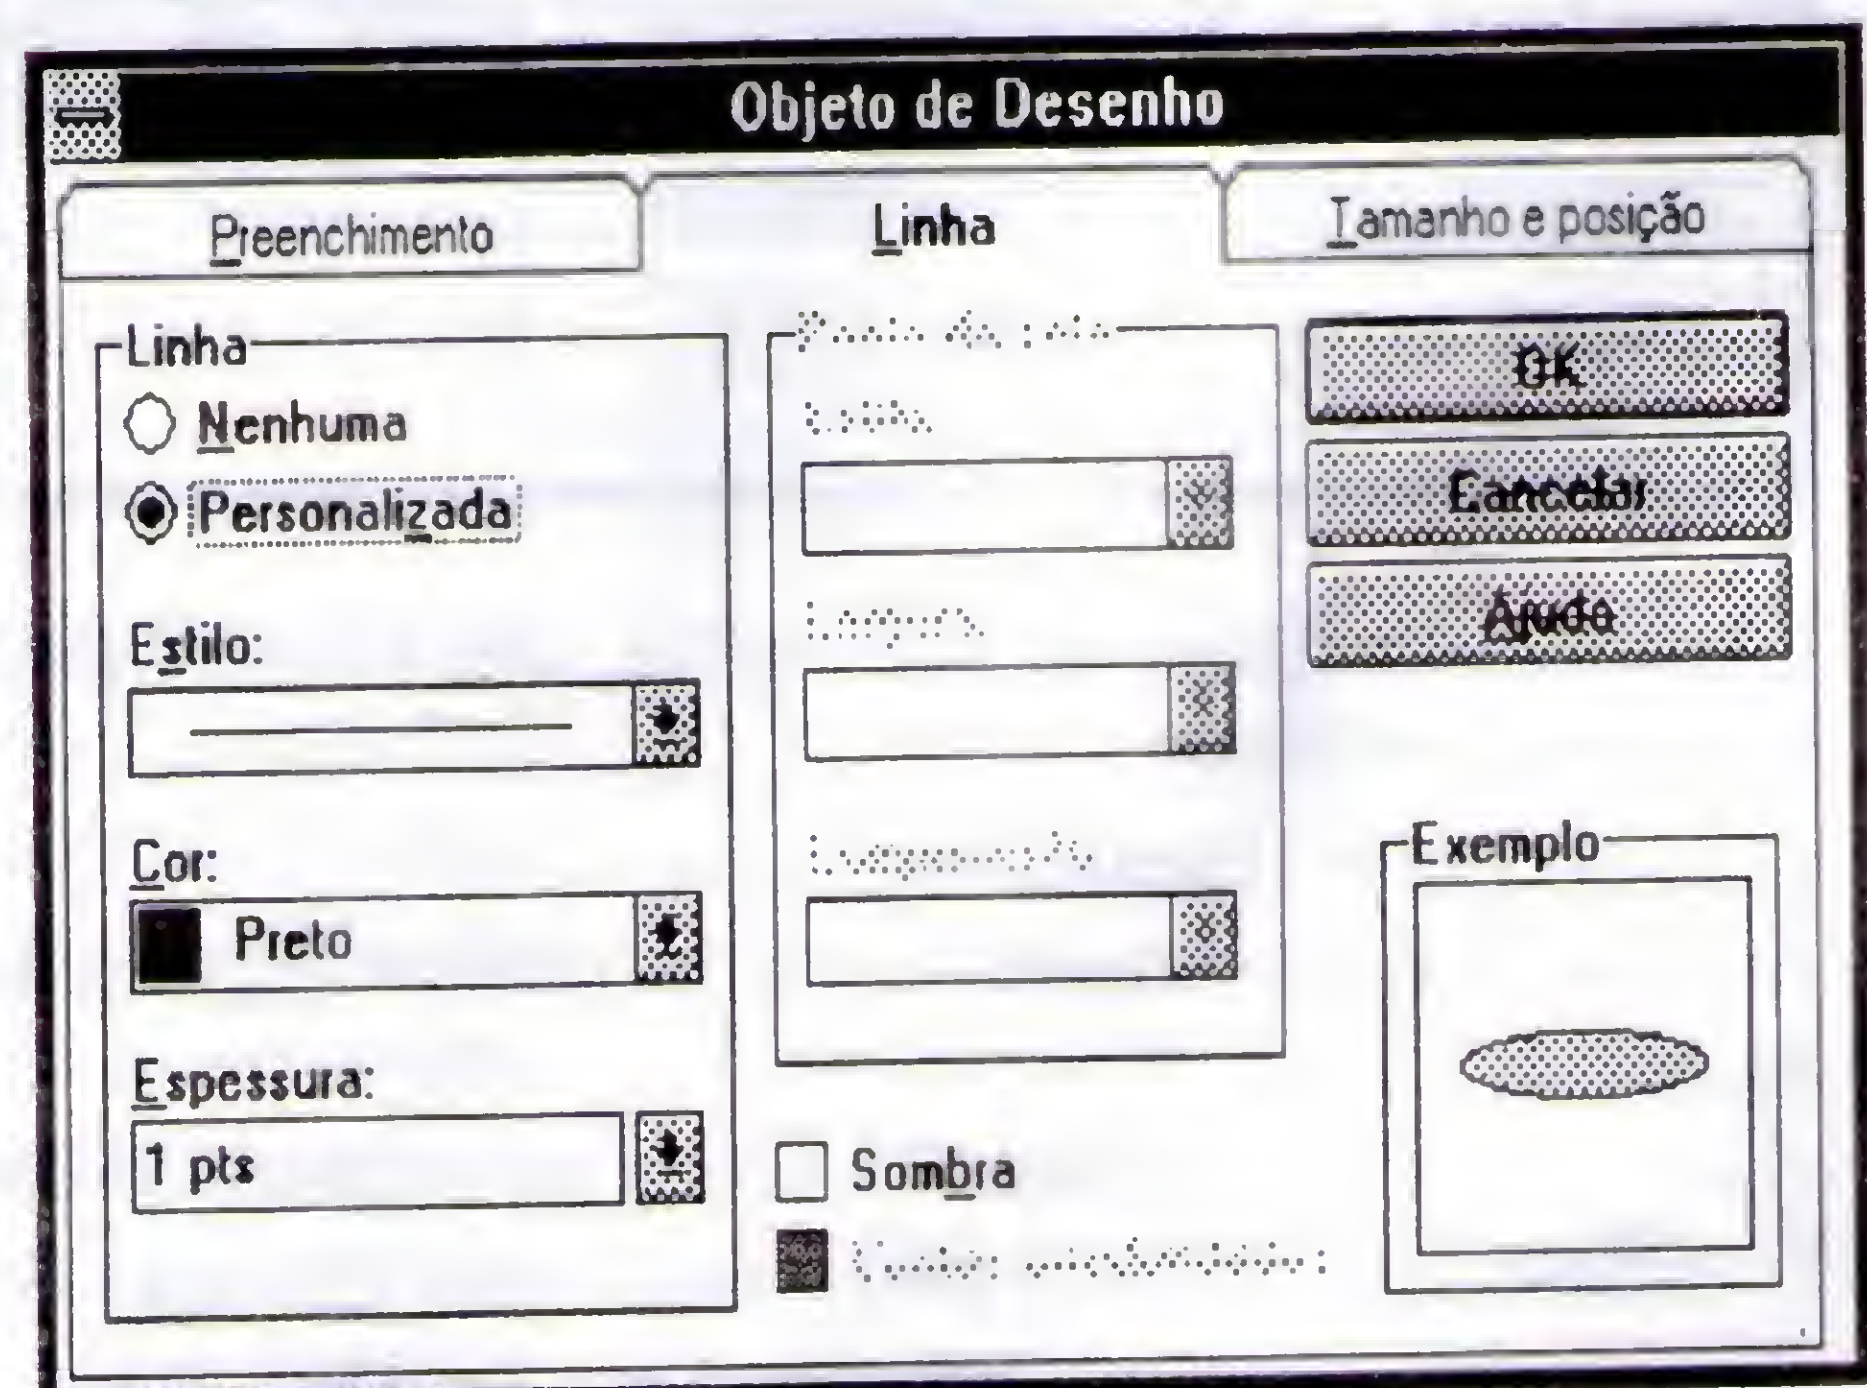 Objeto de Desenho
Preenchimento
Linha
Tamanho e posição
Linha
Nenhuma
Personalizada
Estilo:
Cor:
Preto
Espessura:
1 pts
Sombra
OK
Cancelar
Ajuda
Exemplo